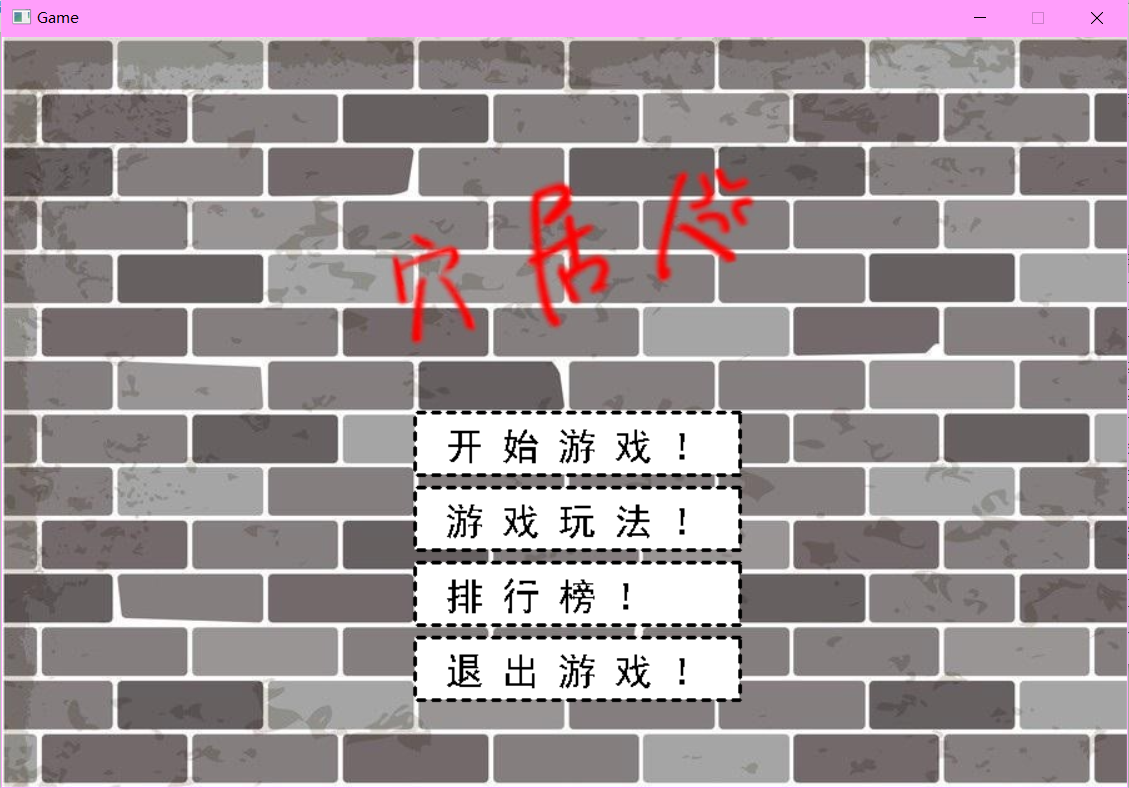 Game
穴 居
开 始 游 戏 ！
游 戏 玩 法 ！
排 行 榜 ！
退 出 游 戏 ！